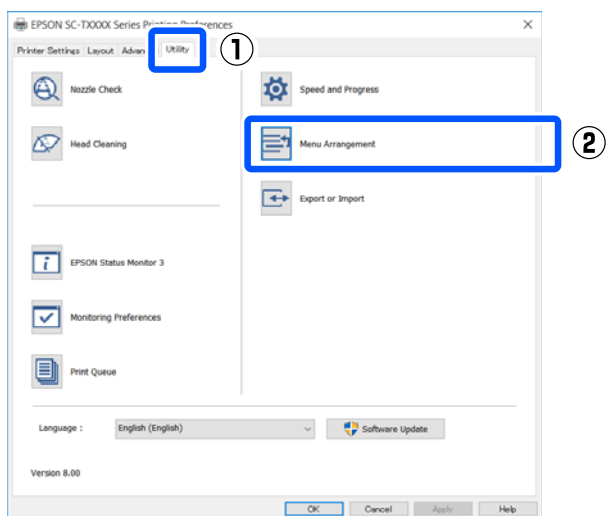 EPSON SC-TXXXX Series Printing Preferences
Printer Settings Layout Advan Utility
①
Nozzle Check
Speed and Progress
Head Cleaning
Menu Arrangement
②
Export or Import
EPSON Status Monitor 3
Monitoring Preferences
Print Queue
Language : English (English) Software Update
Version 8.00
OK Cancel Apply Help